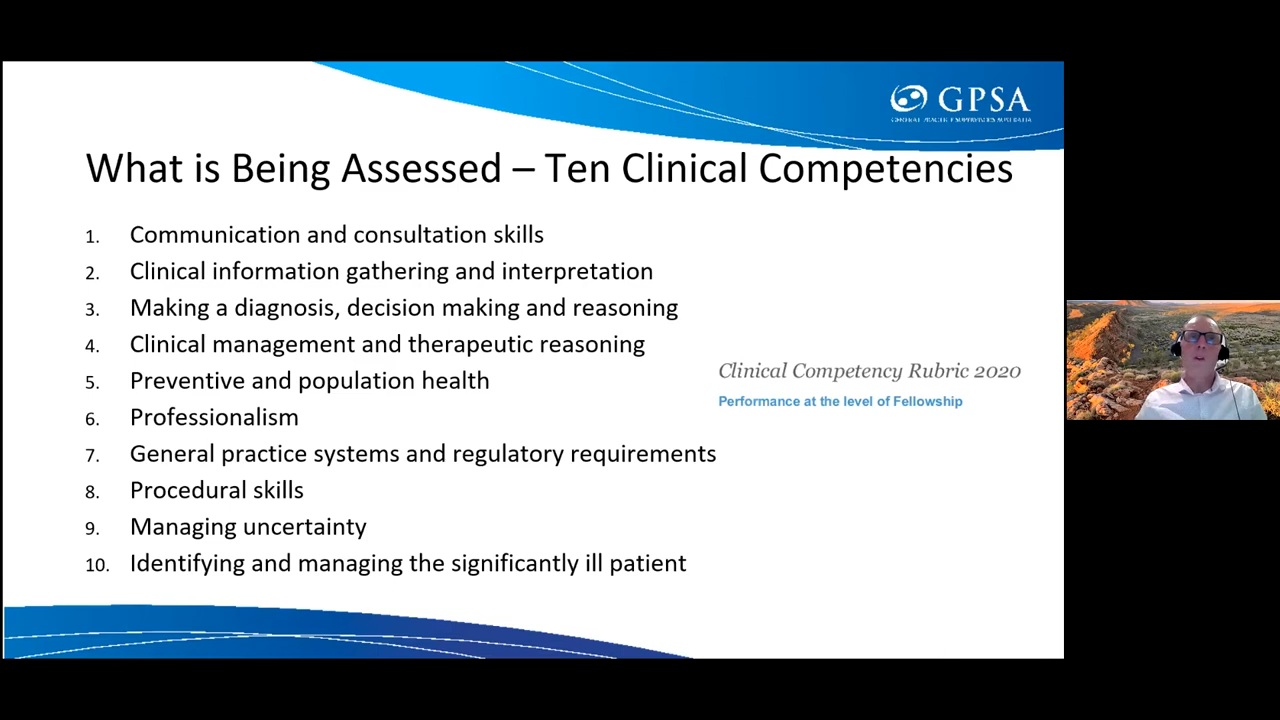 GPSA
What is Being Assessed – Ten Clinical Competencies
1. Communication and consultation skills
2. Clinical information gathering and interpretation
3. Making a diagnosis, decision making and reasoning
4. Clinical management and therapeutic reasoning
Clinical Competency Rubric 2020
5. Preventive and population health
Performance at the level of Fellowship
6. Professionalism
7. General practice systems and regulatory requirements
8. Procedural skills
9. Managing uncertainty
10. Identifying and managing the significantly ill patient